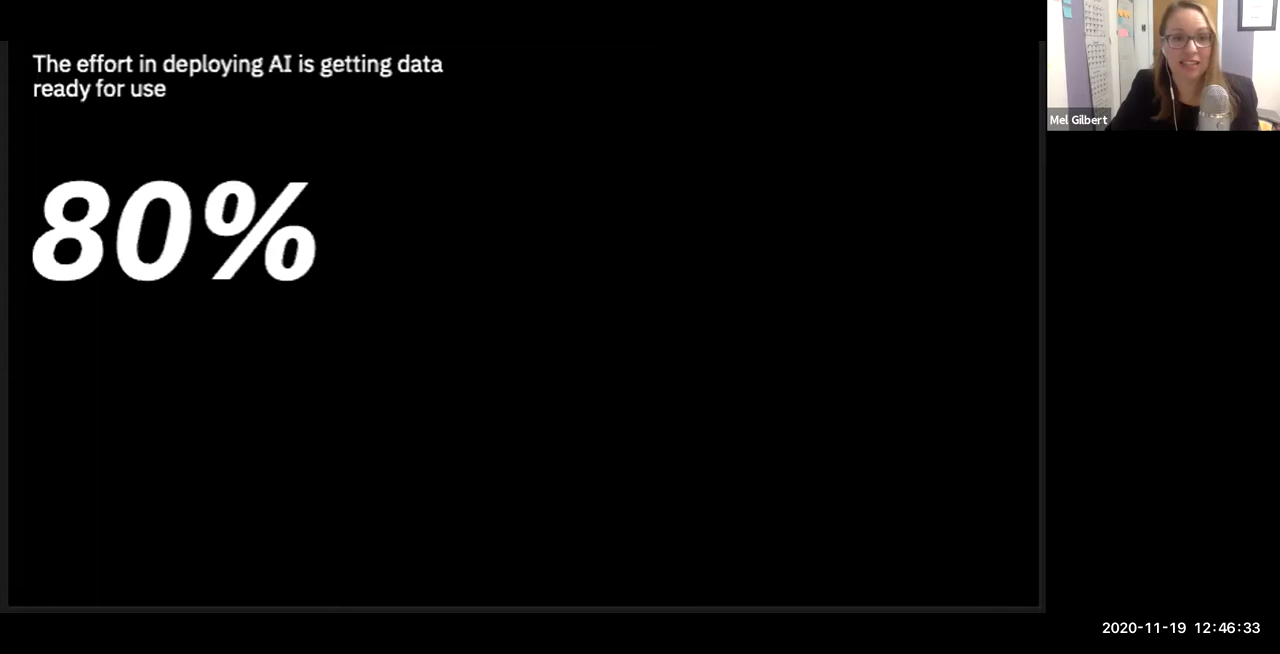 The effort in deploying AI is getting data
ready for use
80%
Mel Gilbert
2020-11-19 12:46:33